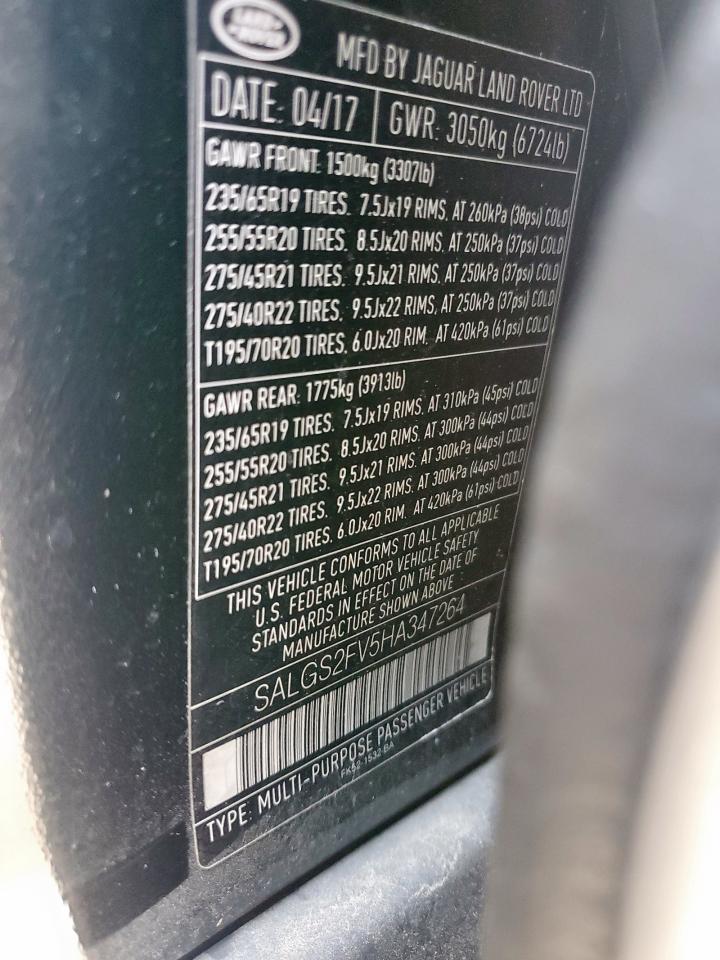 LAND
ROVER
MFD BY JAGUAR LAND ROVER LTD
DATE: 04/17 GWR: 3050kg (6724lb)
GAWR FRONT: 1500kg (3307lb)
235/65R19 TIRES. 7.5Jx19 RIMS. AT 260kPa (38psi) COLD
255/55R20 TIRES. 8.5Jx20 RIMS. AT 250kPa (37psi) COLD
275/45R21 TIRES. 9.5Jx21 RIMS. AT 250kPa (37psi) COLD
275/40R22 TIRES. 9.5Jx22 RIMS. AT 250kPa (37psi) COLD
T195/70R20 TIRES. 6.0Jx20 RIM. AT 420kPa (61psi) COLD
GAWR REAR: 1775kg (3913lb)
235/65R19 TIRES. 7.5Jx19 RIMS. AT 310kPa (45psi) COLD
255/55R20 TIRES. 8.5Jx20 RIMS. AT 300kPa (44psi) COLD
275/45R21 TIRES. 9.5Jx21 RIMS. AT 300kPa (44psi) COLD
275/40R22 TIRES. 9.5Jx22 RIMS. AT 300kPa (44psi) COLD
T195/70R20 TIRES. 6.0Jx20 RIM. AT 420kPa (61psi) COLD
THIS VEHICLE CONFORMS TO ALL APPLICABLE
U.S. FEDERAL MOTOR VEHICLE SAFETY
STANDARDS IN EFFECT ON THE DATE OF
MANUFACTURE SHOWN ABOVE
SALGS2FV5HA347264
TYPE: MULTI-PURPOSE PASSENGER VEHICLE
FK52-1532-BA